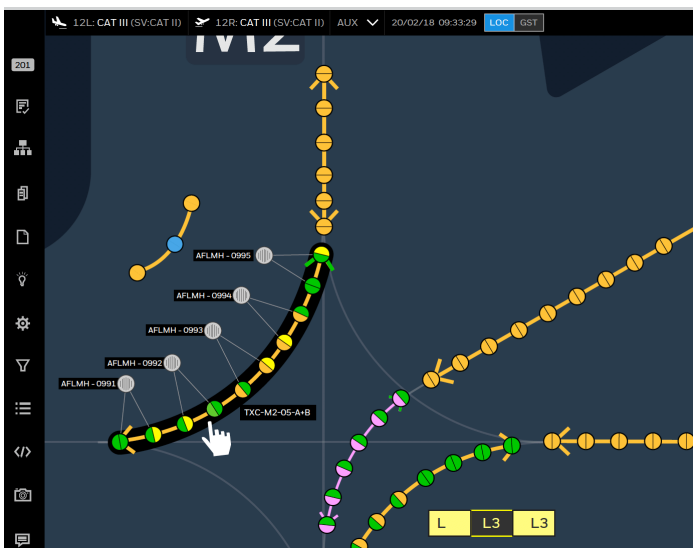 12L: CAT III (SV:CAT II) 12R: CAT III (SV:CAT II) AUX 20/02/18 09:33:29 LOC GST
M2
201
AFLMH - 0995
AFLMH - 0994
AFLMH - 0993
AFLMH - 0992
AFLMH - 0991
TXC-M2-05-A+B
</>
L L3 L3